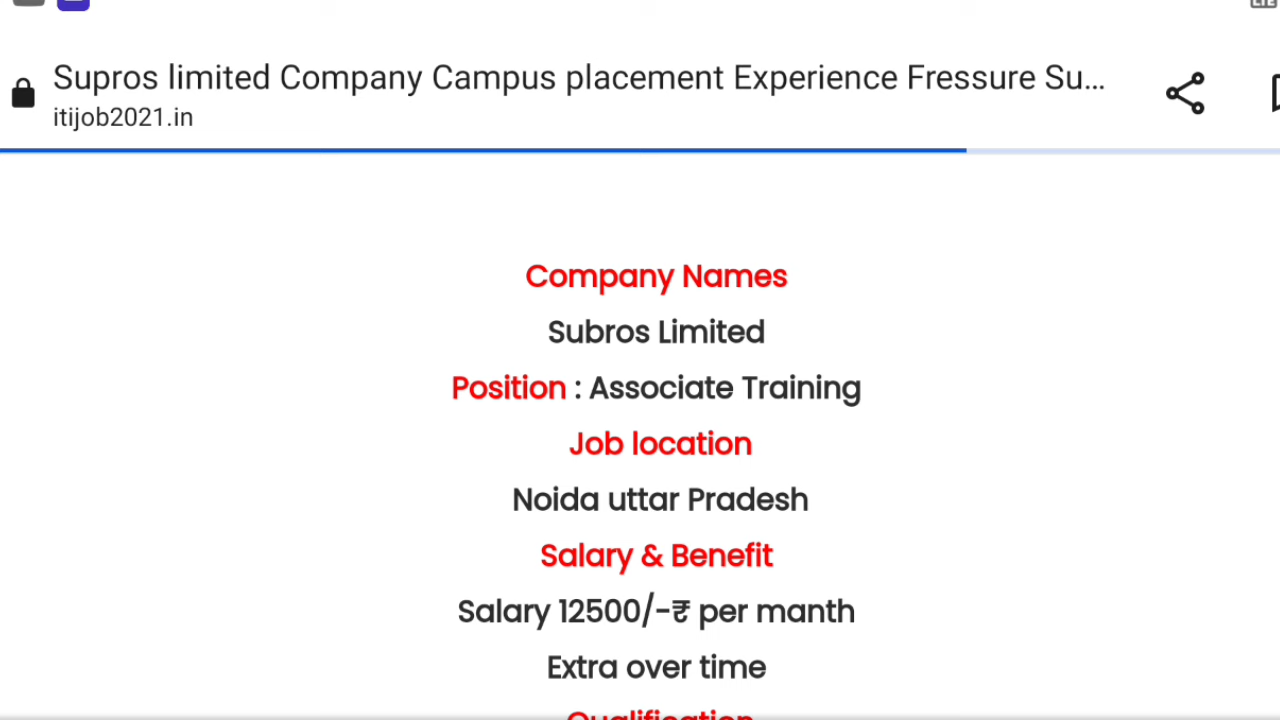 Supros limited Company Campus placement Experience Fressure Su...
itijob2021.in
Company Names
Subros Limited
Position : Associate Training
Job location
Noida uttar Pradesh
Salary & Benefit
Salary 12500/-₹ per manth
Extra over time
Qualification